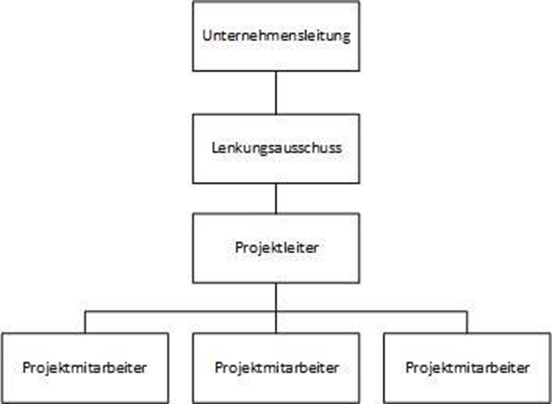 Unternehmensleitung
Lenkungsausschuss
Projektleiter
Projektmitarbeiter
Projektmitarbeiter
Projektmitarbeiter